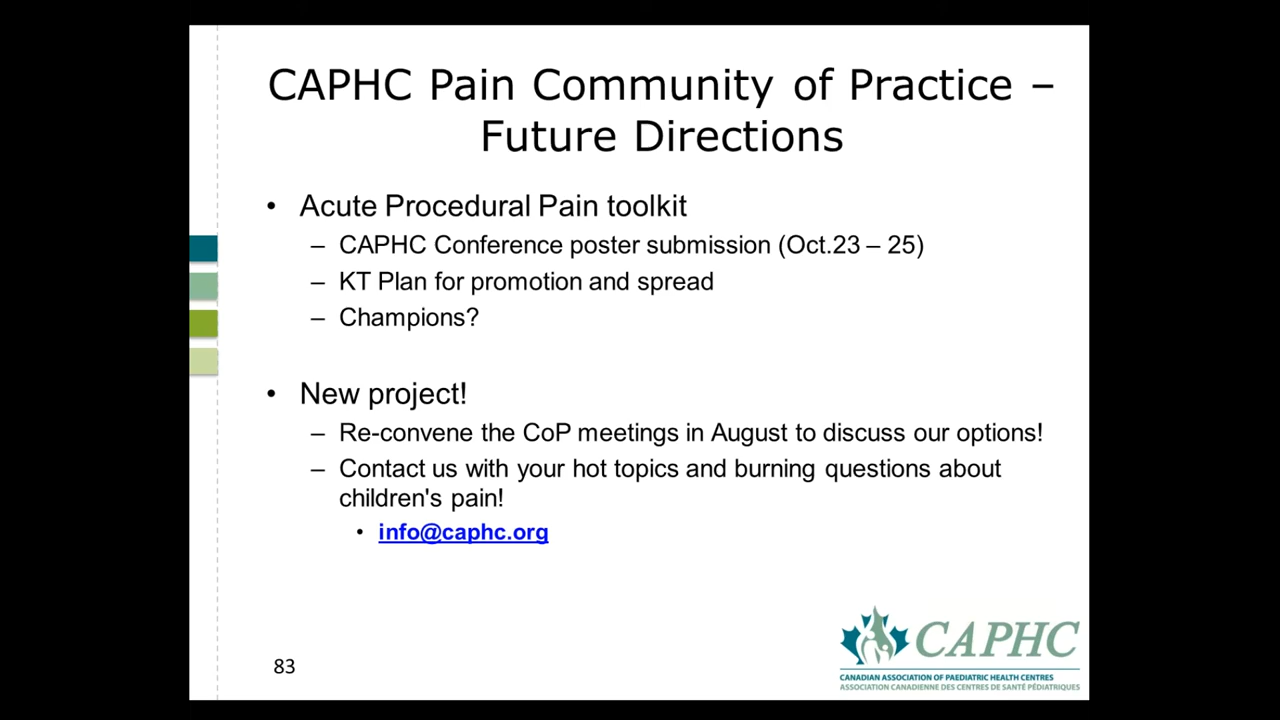 CAPHC Pain Community of Practice –
Future Directions
• Acute Procedural Pain toolkit
– CAPHC Conference poster submission (Oct.23 – 25)
– KT Plan for promotion and spread
– Champions?
• New project!
– Re-convene the CoP meetings in August to discuss our options!
– Contact us with your hot topics and burning questions about
children's pain!
• info@caphc.org
83
CAPHC
CANADIAN ASSOCIATION OF PAEDIATRIC HEALTH CENTRES
ASSOCIATION CANADIENNE DES CENTRES DE SANTÉ PÉDIATRIQUES